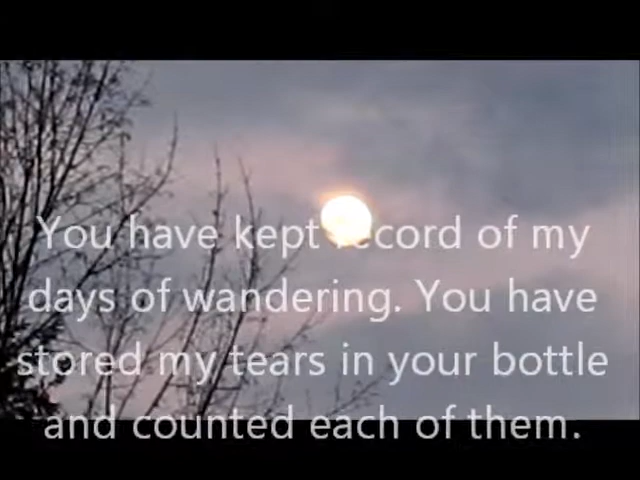 You have kept record of my
days of wandering. You have
stored my tears in your bottle
and counted each of them.